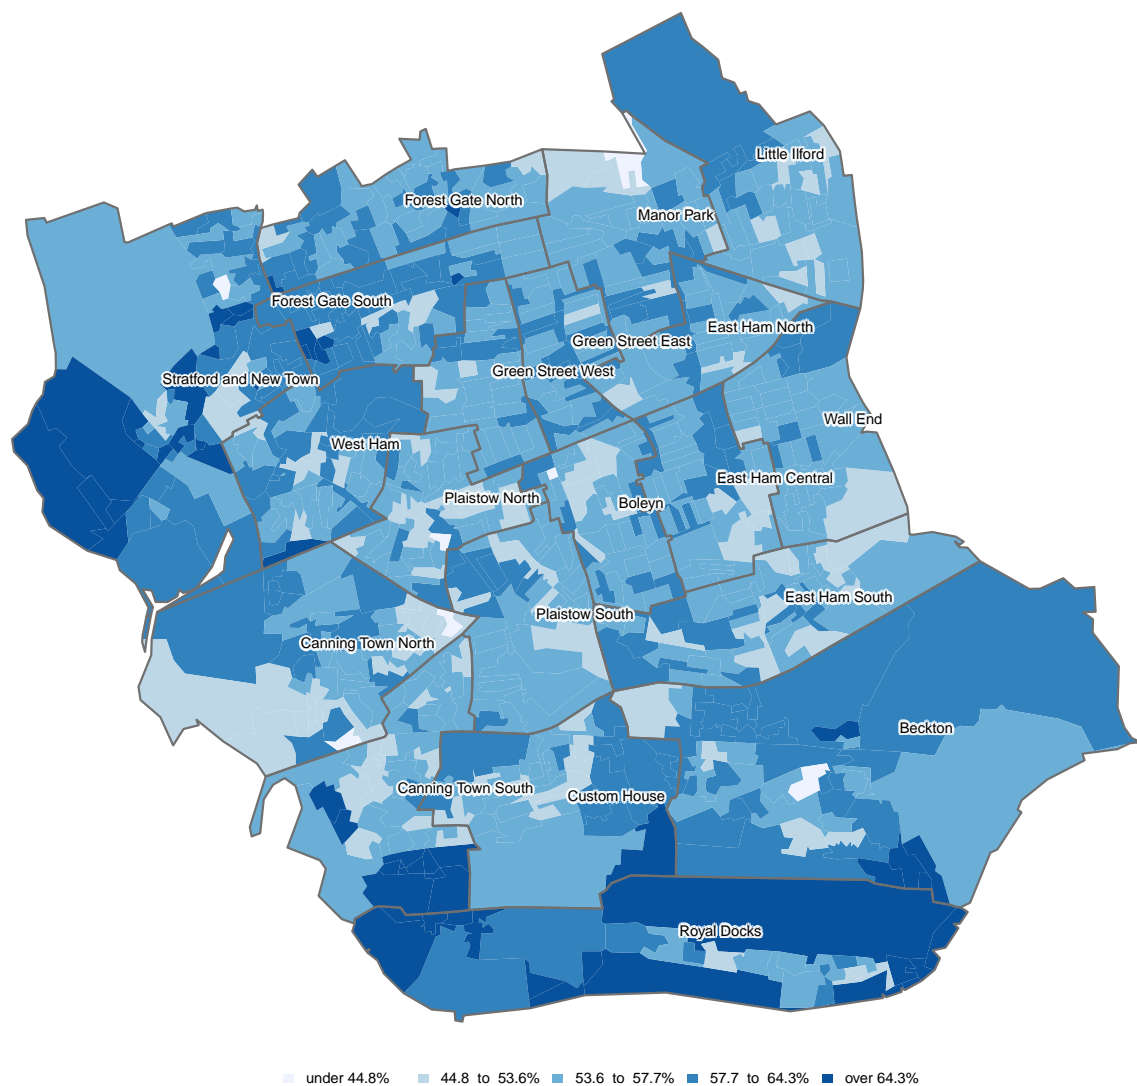 Little Ilford
Forest Gate North
Manor Park
Forest Gate South
East Ham North
Green Street East
Green Street West
Stratford and New Town
Wall End
West Ham
East Ham Central
Plaistow North
Boleyn
East Ham South
Plaistow South
Canning Town North
Beckton
Canning Town South
Custom House
Royal Docks
under 44.8% 44.8 to 53.6% 53.6 to 57.7% 57.7 to 64.3% over 64.3%